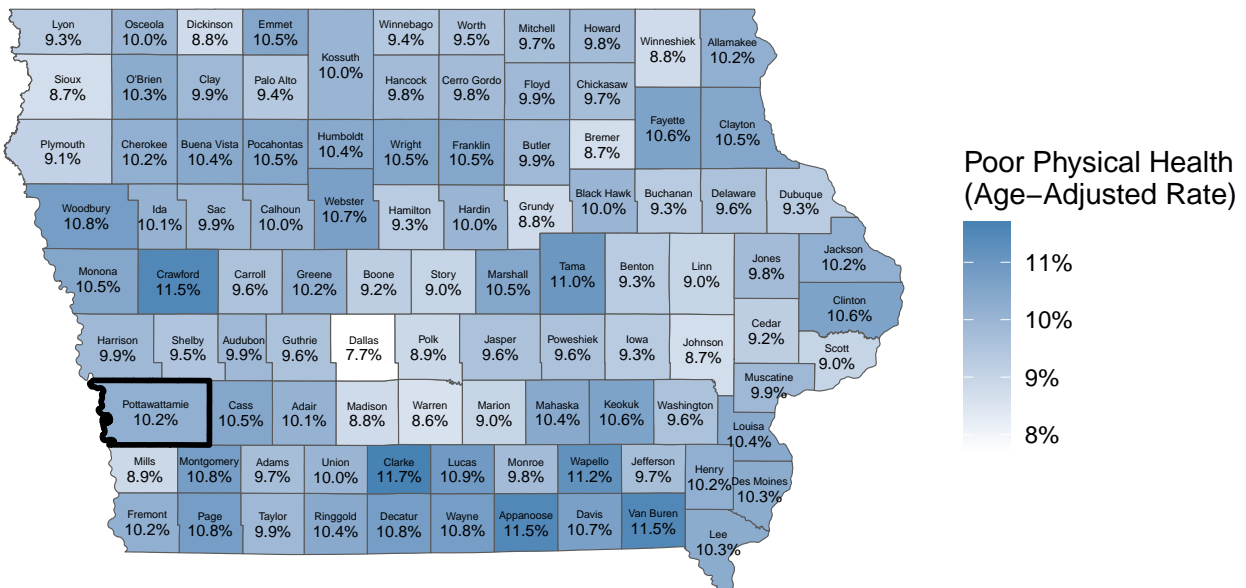 Lyon
9.3%
Osceola
10.0%
Dickinson
8.8%
Emmet
10.5%
Kossuth
10.0%
Winnebago
9.4%
Worth
9.5%
Mitchell
9.7%
Howard
9.8%
Winneshiek
8.8%
Allamakee
10.2%
Sioux
8.7%
O'Brien
10.3%
Clay
9.9%
Palo Alto
9.4%
Hancock
9.8%
Cerro Gordo
9.8%
Floyd
9.9%
Chickasaw
9.7%
Fayette
10.6%
Clayton
10.5%
Plymouth
9.1%
Cherokee
10.2%
Buena Vista
10.4%
Pocahontas
10.5%
Humboldt
10.4%
Wright
10.5%
Franklin
10.5%
Butler
9.9%
Bremer
8.7%
Woodbury
10.8%
Ida
10.1%
Sac
9.9%
Calhoun
10.0%
Webster
10.7%
Hamilton
9.3%
Hardin
10.0%
Grundy
8.8%
Black Hawk
10.0%
Buchanan
9.3%
Delaware
9.6%
Dubuque
9.3%
Monona
10.5%
Crawford
11.5%
Carroll
9.6%
Greene
10.2%
Boone
9.2%
Story
9.0%
Marshall
10.5%
Tama
11.0%
Benton
9.3%
Linn
9.0%
Jones
9.8%
Jackson
10.2%
Clinton
10.6%
Harrison
9.9%
Shelby
9.5%
Audubon
9.9%
Guthrie
9.6%
Dallas
7.7%
Polk
8.9%
Jasper
9.6%
Poweshiek
9.6%
Iowa
9.3%
Johnson
8.7%
Cedar
9.2%
Scott
9.0%
Muscatine
9.9%
Pottawattamie
10.2%
Cass
10.5%
Adair
10.1%
Madison
8.8%
Warren
8.6%
Marion
9.0%
Mahaska
10.4%
Keokuk
10.6%
Washington
9.6%
Louisa
10.4%
Mills
8.9%
Montgomery
10.8%
Adams
9.7%
Union
10.0%
Clarke
11.7%
Lucas
10.9%
Monroe
9.8%
Wapello
11.2%
Jefferson
9.7%
Henry
10.2%
Des Moines
10.3%
Fremont
10.2%
Page
10.8%
Taylor
9.9%
Ringgold
10.4%
Decatur
10.8%
Wayne
10.8%
Appanoose
11.5%
Davis
10.7%
Van Buren
11.5%
Lee
10.3%
Poor Physical Health
(Age−Adjusted Rate)
11%
10%
9%
8%